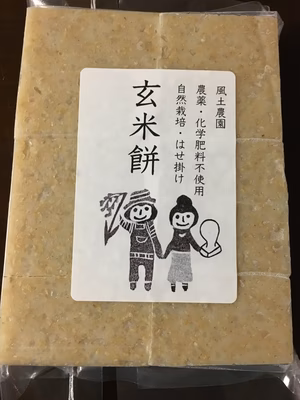 風土農園
農薬・化学肥料不使用
自然栽培・はせ掛け
玄米餅